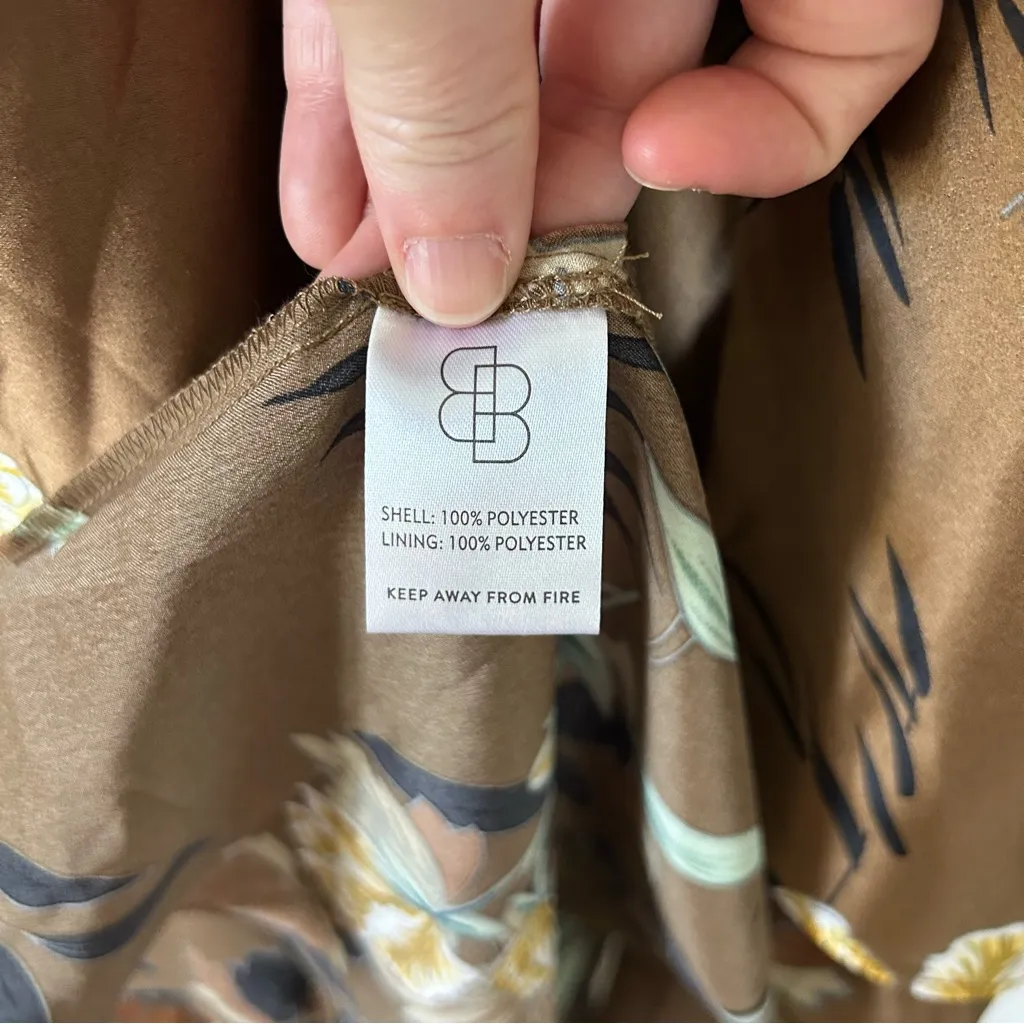 SHELL: 100% POLYESTER
LINING: 100% POLYESTER
KEEP AWAY FROM FIRE